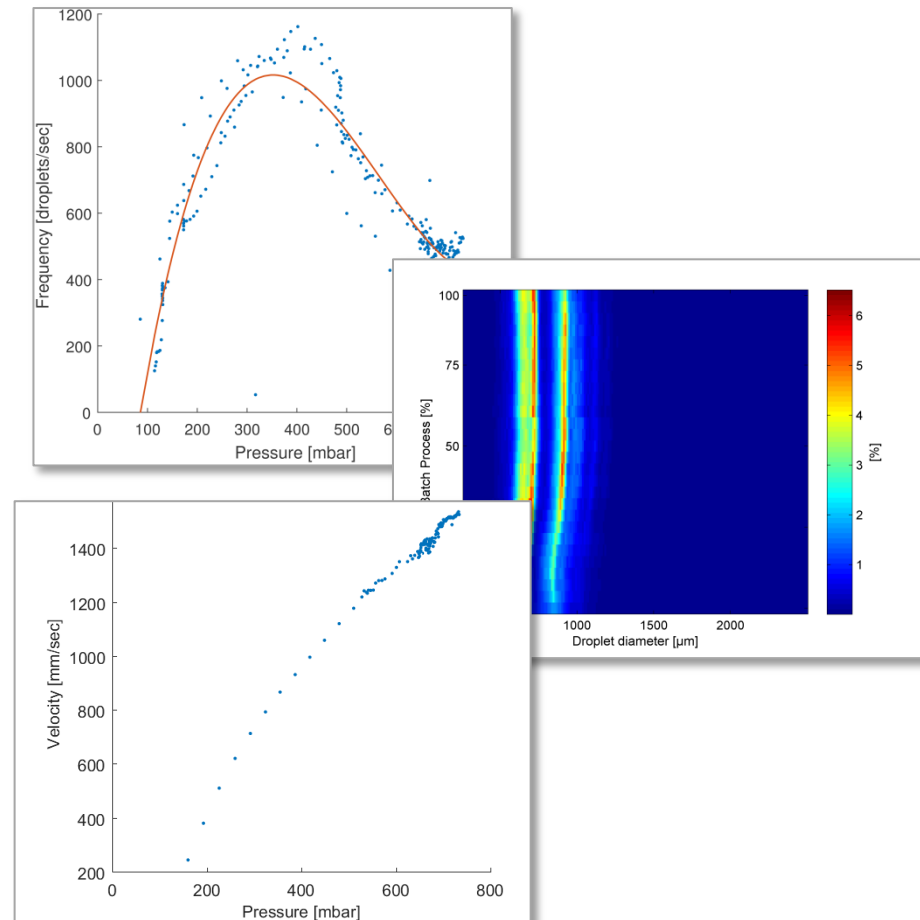 1200
1000
800
600
400
200
0
Frequency [droplets/sec]
0 100 200 300 400 500
Pressure [mbar]
100
75
50
Batch Process [%]
1000 1500 2000
Droplet diameter [µm]
6
5
4
3
2
1
[%]
1400
1200
1000
800
600
400
200
Velocity [mm/sec]
0 200 400 600 800
Pressure [mbar]